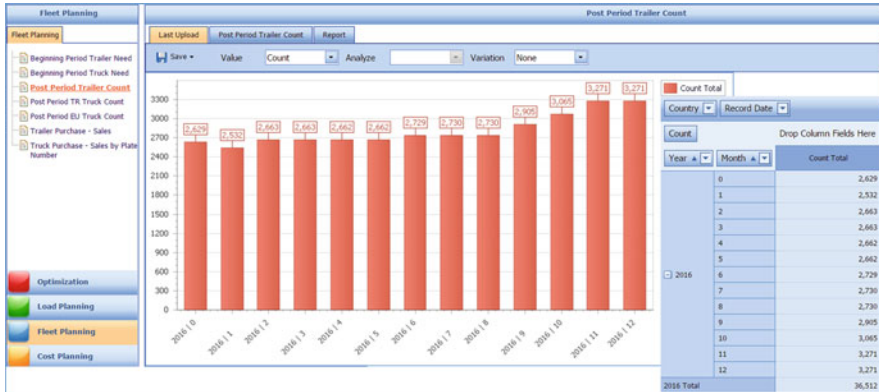 Fleet Planning
Fleet Planning
Beginning Period Trailer Need
Beginning Period Truck Need
Post Period Trailer Count
Post Period TR Truck Count
Post Period EU Truck Count
Trailer Purchase - Sales
Truck Purchase - Sales by Plate
Number
Optimization
Load Planning
Fleet Planning
Cost Planning
Post Period Trailer Count
Last Upload Post Period Trailer Count Report
Save Value Count Analyze Variation None
3300
3000
2700
2400
2100
1800
1500
1200
900
600
300
0
2,629 2,532 2,663 2,663 2,662 2,662 2,729 2,730 2,730 2,905 3,065 3,271 3,271
2016 | 0 2016 | 1 2016 | 2 2016 | 3 2016 | 4 2016 | 5 2016 | 6 2016 | 7 2016 | 8 2016 | 9 2016 | 10 2016 | 11 2016 | 12
Count Total
Country Record Date
Count Drop Column Fields Here
Year Month Count Total
0 2,629
1 2,532
2 2,663
3 2,663
4 2,662
5 2,662
2016 6 2,729
7 2,730
8 2,730
9 2,905
10 3,065
11 3,271
12 3,271
2016 Total 36,512